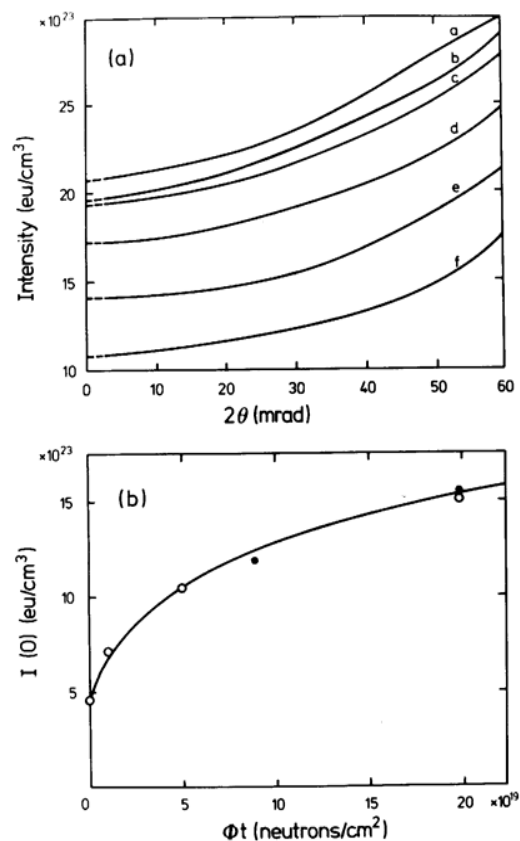 ×10²³
(a)
a
b
c
d
e
f
25
20
15
10
Intensity (eu/cm³)
0 10 20 30 40 50 60
2θ (mrad)
×10²³
(b)
15
10
5
I (0) (eu/cm³)
0 5 10 15 20 ×10¹⁹
Φt (neutrons/cm²)